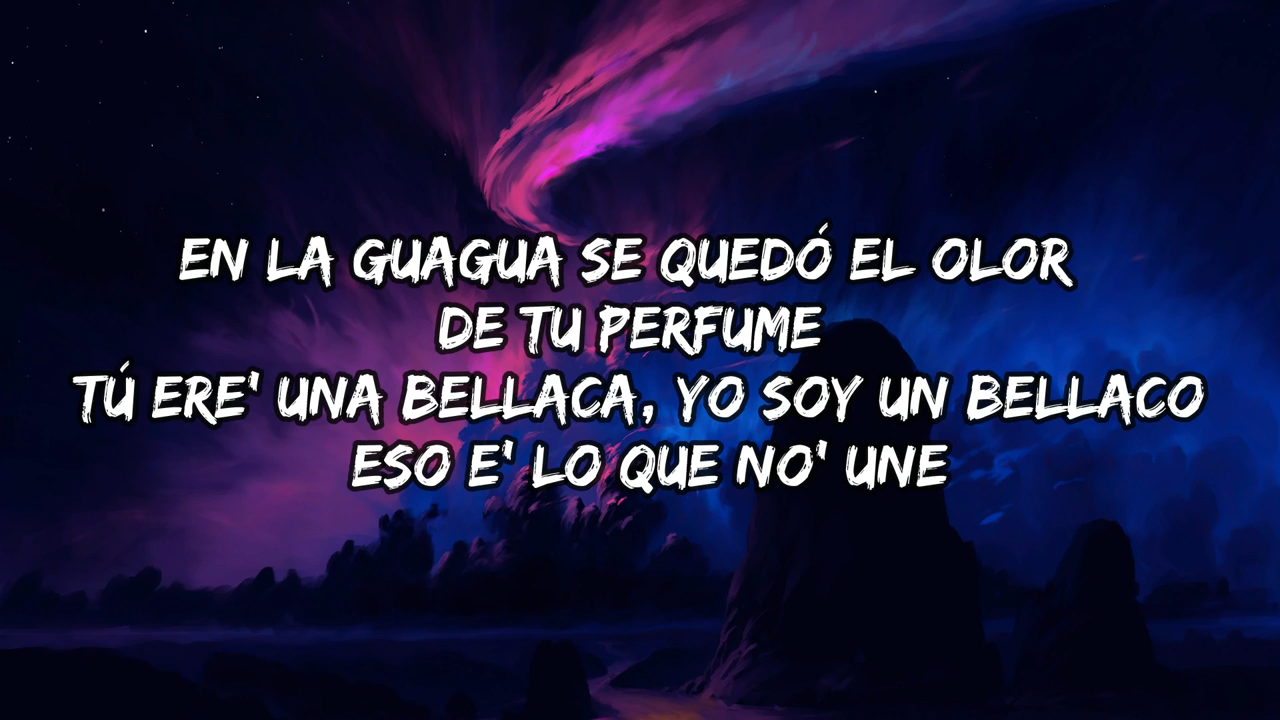 EN LA GUAGUA SE QUEDÓ EL OLOR
DE TU PERFUME
TÚ ERE' UNA BELLACA, YO SOY UN BELLACO
ESO E' LO QUE NO' UNE